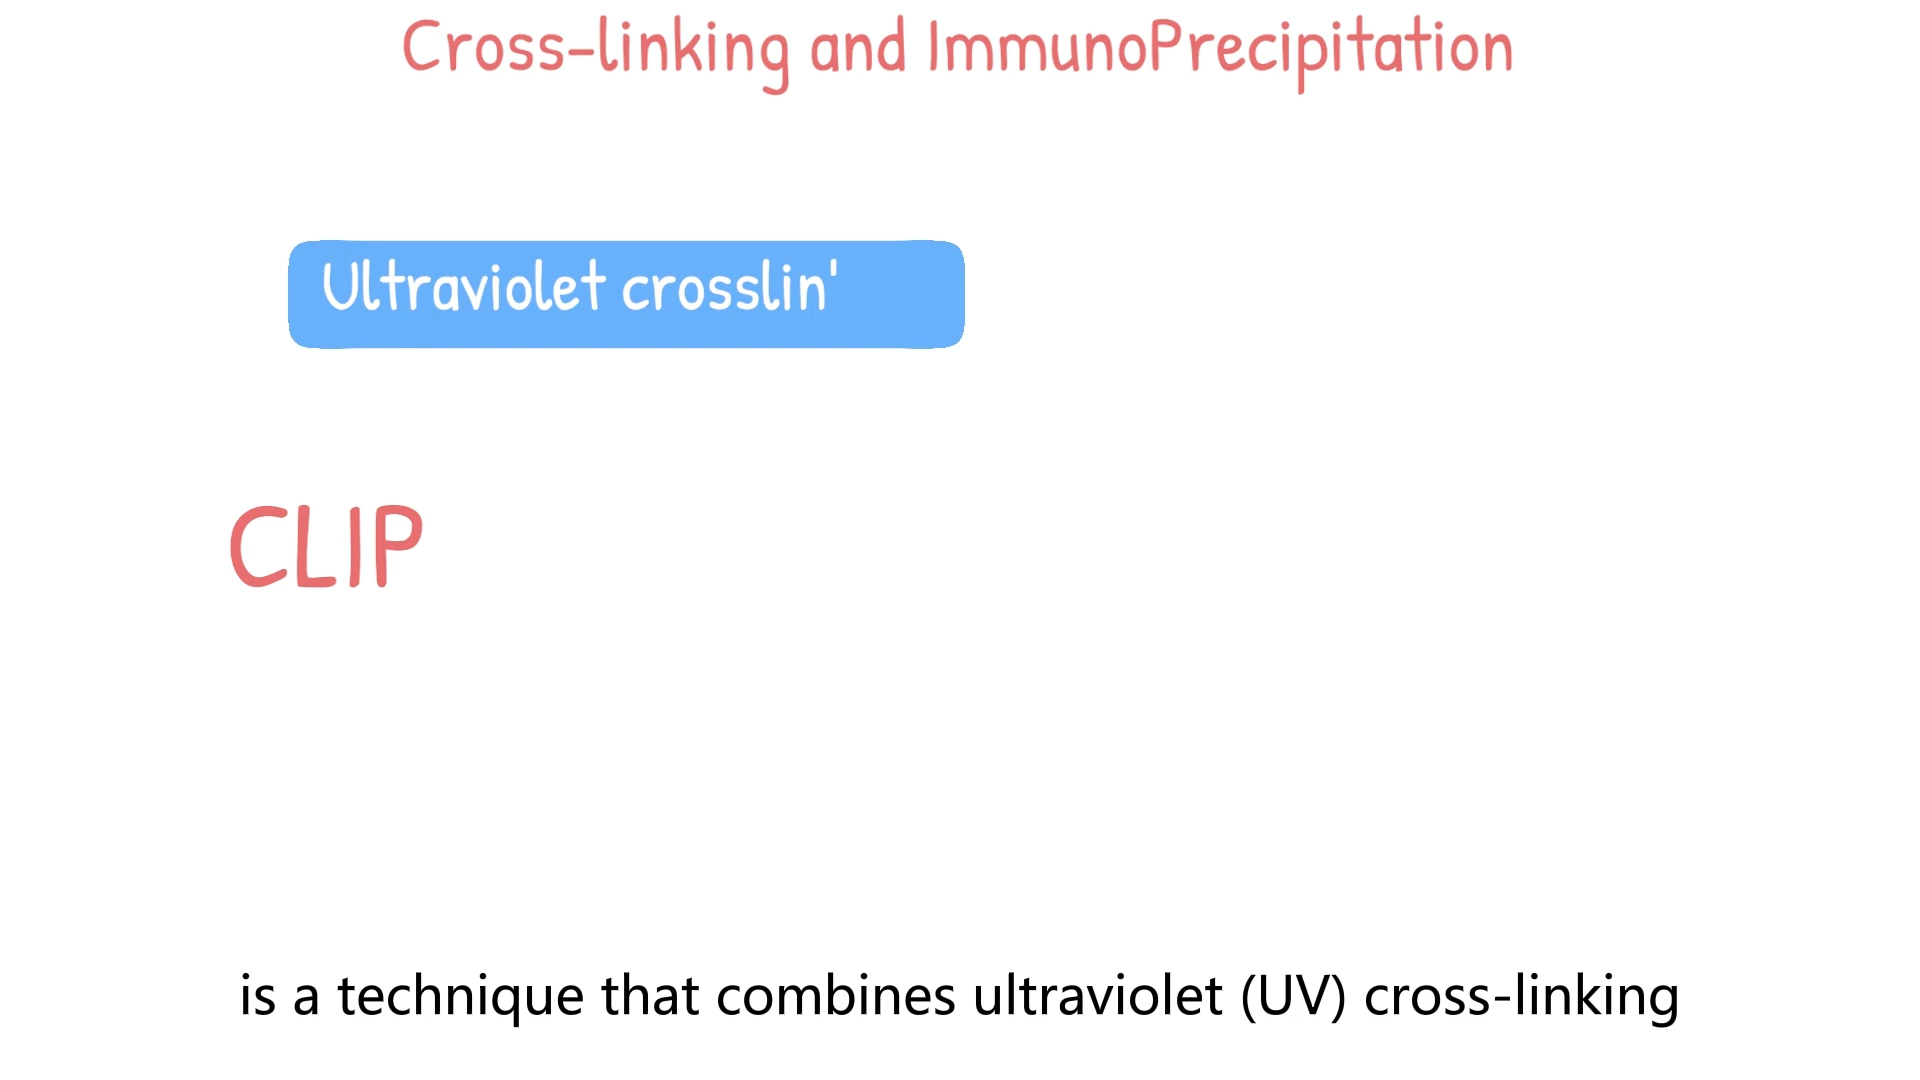 Cross-linking and ImmunoPrecipitation
Ultraviolet crosslin'
CLIP
is a technique that combines ultraviolet (UV) cross-linking